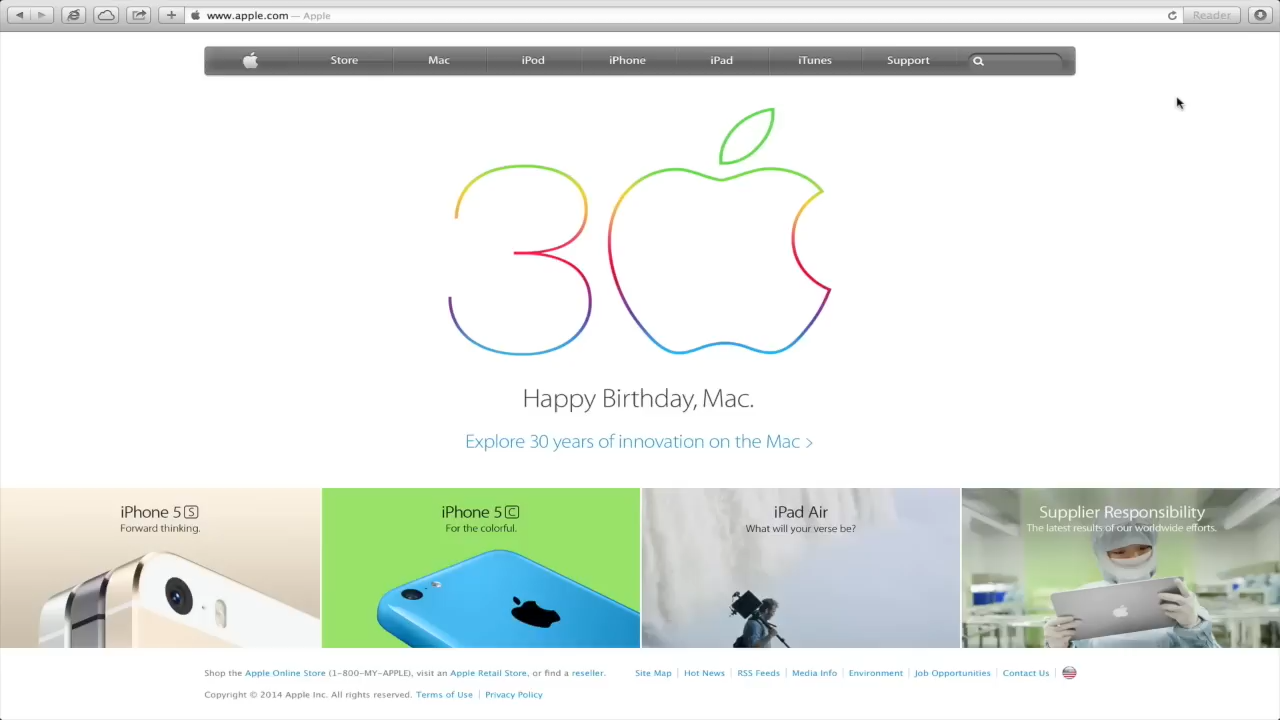 www.apple.com — Apple
Reader
Store Mac iPod iPhone iPad iTunes Support
30
Happy Birthday, Mac.
Explore 30 years of innovation on the Mac >
iPhone 5S
Forward thinking.
iPhone 5C
For the colorful.
iPad Air
What will your verse be?
Supplier Responsibility
The latest results of our worldwide efforts.
Shop the Apple Online Store (1-800-MY-APPLE), visit an Apple Retail Store, or find a reseller.
Site Map | Hot News | RSS Feeds | Media Info | Environment | Job Opportunities | Contact Us |
Copyright © 2014 Apple Inc. All rights reserved. Terms of Use | Privacy Policy